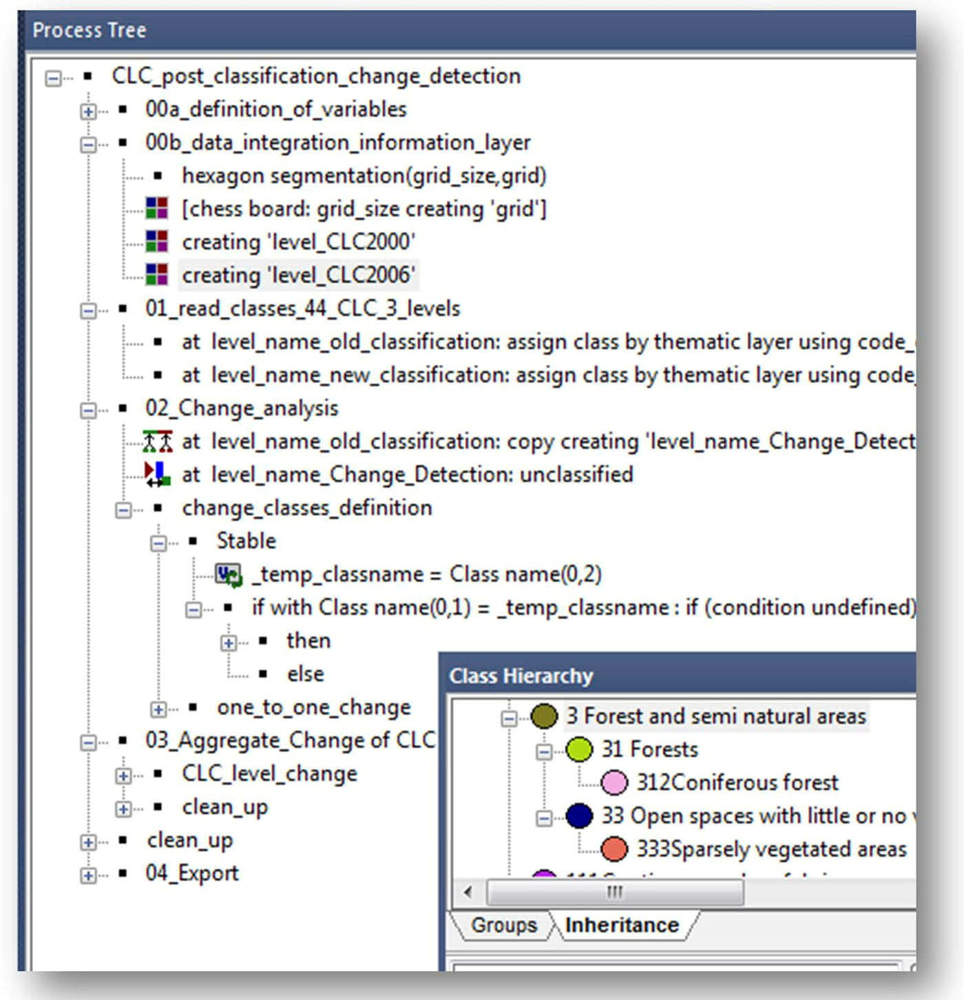 Process Tree
CLC_post_classification_change_detection
00a_definition_of_variables
00b_data_integration_information_layer
hexagon segmentation(grid_size,grid)
[chess board: grid_size creating 'grid']
creating 'level_CLC2000'
creating 'level_CLC2006'
01_read_classes_44_CLC_3_levels
at level_name_old_classification: assign class by thematic layer using code_
at level_name_new_classification: assign class by thematic layer using code_
02_Change_analysis
at level_name_old_classification: copy creating 'level_name_Change_Detect
at level_name_Change_Detection: unclassified
change_classes_definition
Stable
_temp_classname = Class name(0,2)
if with Class name(0,1) = _temp_classname : if (condition undefined)
then
else
one_to_one_change
03_Aggregate_Change of CLC
CLC_level_change
clean_up
clean_up
04_Export
Class Hierarchy
3 Forest and semi natural areas
31 Forests
312Coniferous forest
33 Open spaces with little or no
333Sparsely vegetated areas
Groups
Inheritance